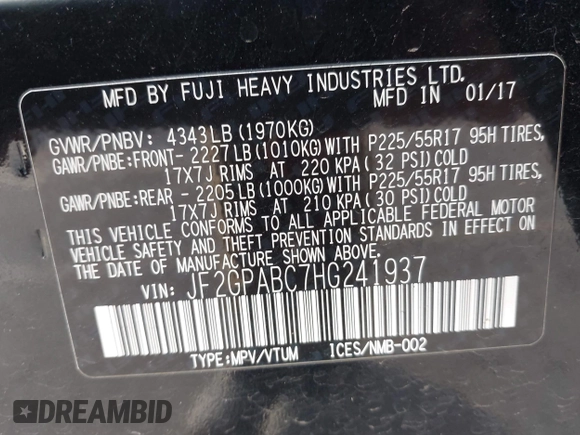 MFD BY FUJI HEAVY INDUSTRIES LTD.
MFD IN 01/17
GVWR/PNBV: 4343LB (1970KG)
GAWR/PNBE:FRONT- 2227LB (1010KG)WITH P225/55R17 95H TIRES,
17X7J RIMS AT 220 KPA( 32 PSI)COLD
GAWR/PNBE:REAR - 2205LB (1000KG)WITH P225/55R17 95H TIRES,
17X7J RIMS AT 210 KPA( 30 PSI)COLD
THIS VEHICLE CONFORMS TO ALL APPLICABLE FEDERAL MOTOR
VEHICLE SAFETY AND THEFT PREVENTION STANDARDS IN EFFECT ON
THE DATE OF MANUFACTURE SHOWN ABOVE.
VIN: JF2GPABC7HG241937
TYPE:MPV/VTUM ICES/NMB-002
DREAMBID